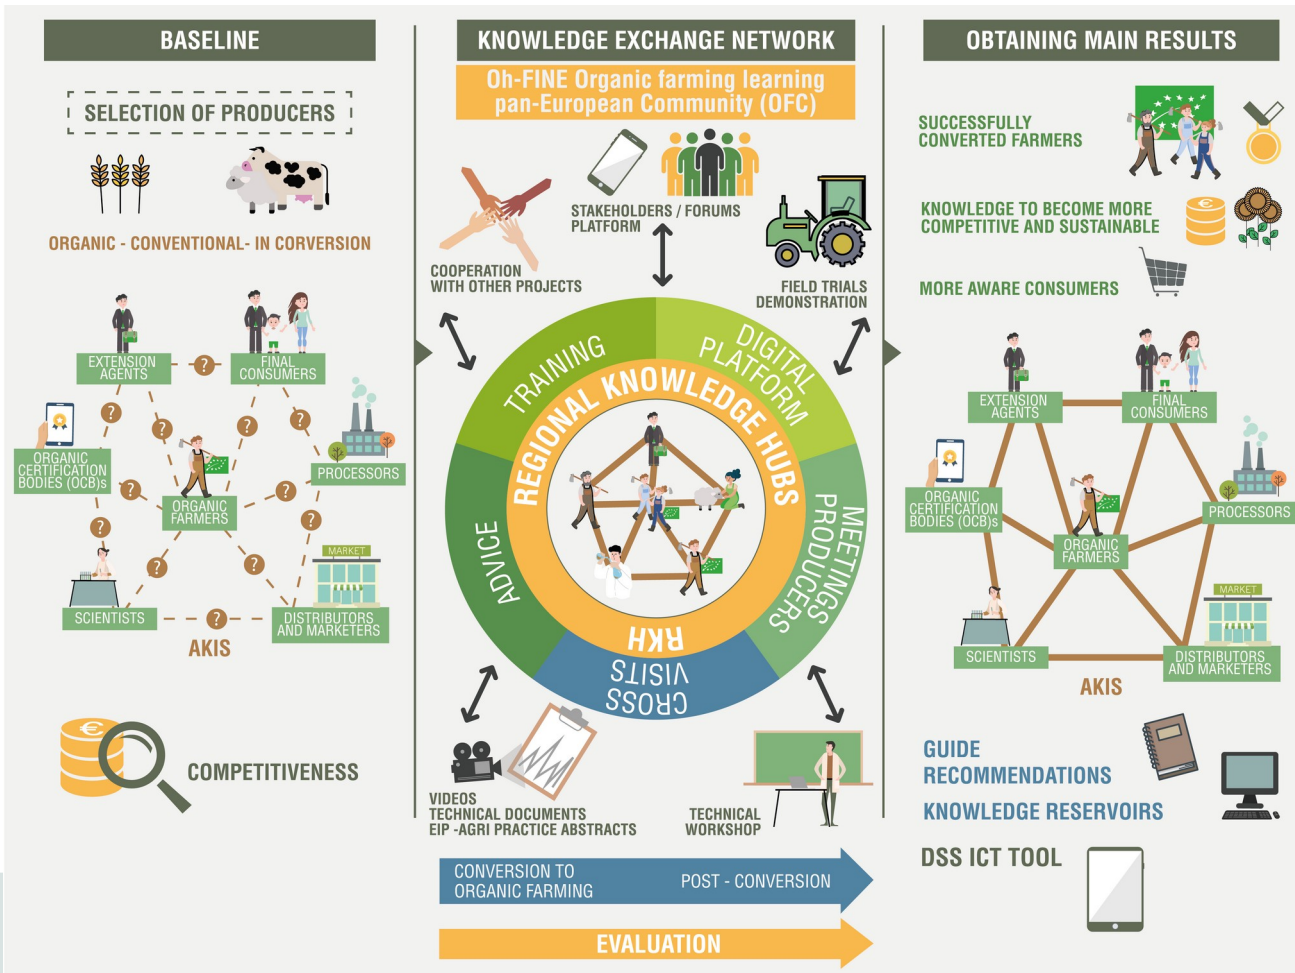 BASELINE
SELECTION OF PRODUCERS
ORGANIC - CONVENTIONAL- IN CORVERSION
EXTENSION
AGENTS
?
FINAL
CONSUMERS
?
?
?
?
ORGANIC
CERTIFICATION
BODIES (OCB)s
PROCESSORS
?
?
ORGANIC
FARMERS
?
?
?
?
MARKET
SCIENTISTS
?
DISTRIBUTORS
AND MARKETERS
AKIS
€
COMPETITIVENESS
KNOWLEDGE EXCHANGE NETWORK
Oh-FINE Organic farming learning
pan-European Community (OFC)
STAKEHOLDERS / FORUMS
PLATFORM
COOPERATION
WITH OTHER PROJECTS
FIELD TRIALS
DEMONSTRATION
TRAINING
DIGITAL
PLATFORM
REGIONAL KNOWLEDGE HUBS
ADVICE
MEETINGS
PRODUCERS
RKH
CROSS
VISITS
VIDEOS
TECHNICAL DOCUMENTS
EIP -AGRI PRACTICE ABSTRACTS
TECHNICAL
WORKSHOP
CONVERSION TO
ORGANIC FARMING
POST - CONVERSION
EVALUATION
OBTAINING MAIN RESULTS
SUCCESSFULLY
CONVERTED FARMERS
KNOWLEDGE TO BECOME MORE
COMPETITIVE AND SUSTAINABLE
€
MORE AWARE CONSUMERS
EXTENSION
AGENTS
FINAL
CONSUMERS
ORGANIC
CERTIFICATION
BODIES (OCB)s
PROCESSORS
ORGANIC
FARMERS
MARKET
SCIENTISTS
DISTRIBUTORS
AND MARKETERS
AKIS
GUIDE
RECOMMENDATIONS
KNOWLEDGE RESERVOIRS
DSS ICT TOOL